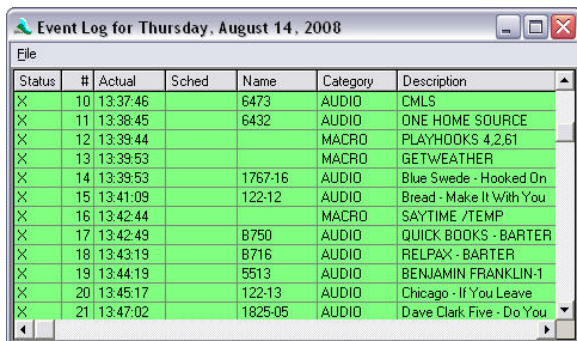 Event Log for Thursday, August 14, 2008
File
Status # Actual Sched Name Category Description
X 10 13:37:46 6473 AUDIO CMLS
X 11 13:38:45 6432 AUDIO ONE HOME SOURCE
X 12 13:39:44 MACRO PLAYHOOKS 4,2,61
X 13 13:39:53 MACRO GETWEATHER
X 14 13:39:53 1767-16 AUDIO Blue Swede - Hooked On
X 15 13:41:09 122-12 AUDIO Bread - Make It With You
X 16 13:42:44 MACRO SAYTIME /TEMP
X 17 13:42:49 B750 AUDIO QUICK BOOKS - BARTER
X 18 13:43:19 B716 AUDIO RELPAX - BARTER
X 19 13:44:19 5513 AUDIO BENJAMIN FRANKLIN-1
X 20 13:45:17 122-13 AUDIO Chicago - If You Leave
X 21 13:47:02 1825-05 AUDIO Dave Clark Five - Do You